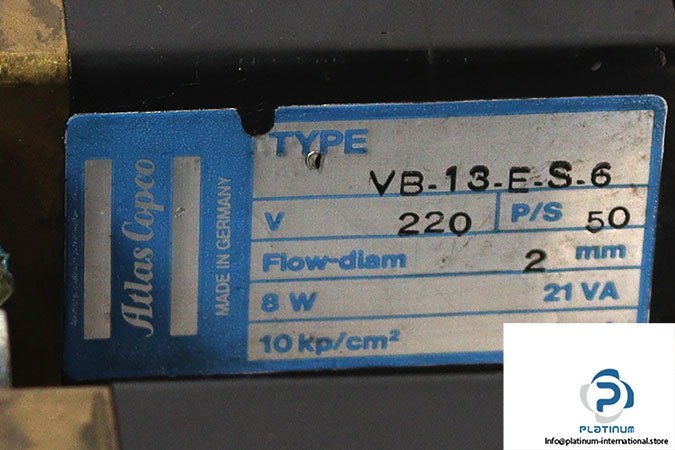 Atlas Copco
MADE IN GERMANY
TYPE
VB-13-E-S-6
V 220 P/S 50
Flow-diam 2 mm
8 W 21 VA
10 kp/cm²
PLATINUM
Info@platinum-international.store